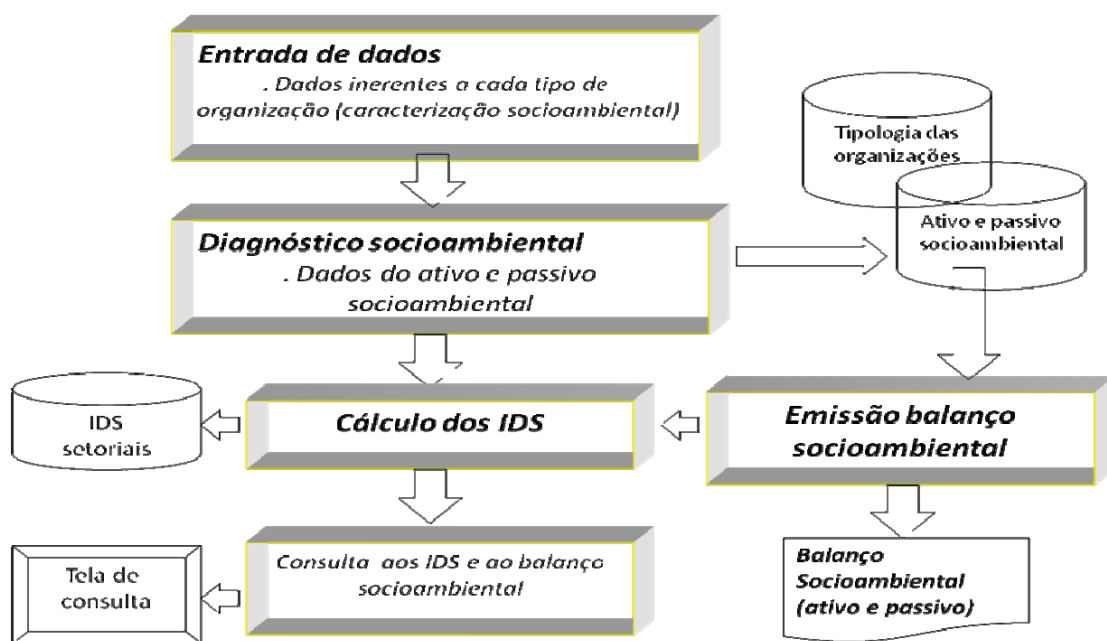 Entrada de dados
. Dados inerentes a cada tipo de
organização (caracterização socioambiental)
Tipologia das
organizações
Ativo e passivo
socioambiental
Diagnóstico socioambiental
. Dados do ativo e passivo
socioambiental
IDS
setoriais
Cálculo dos IDS
Emissão balanço
socioambiental
Tela de
consulta
Consulta aos IDS e ao balanço
socioambiental
Balanço
Socioambiental
(ativo e passivo)